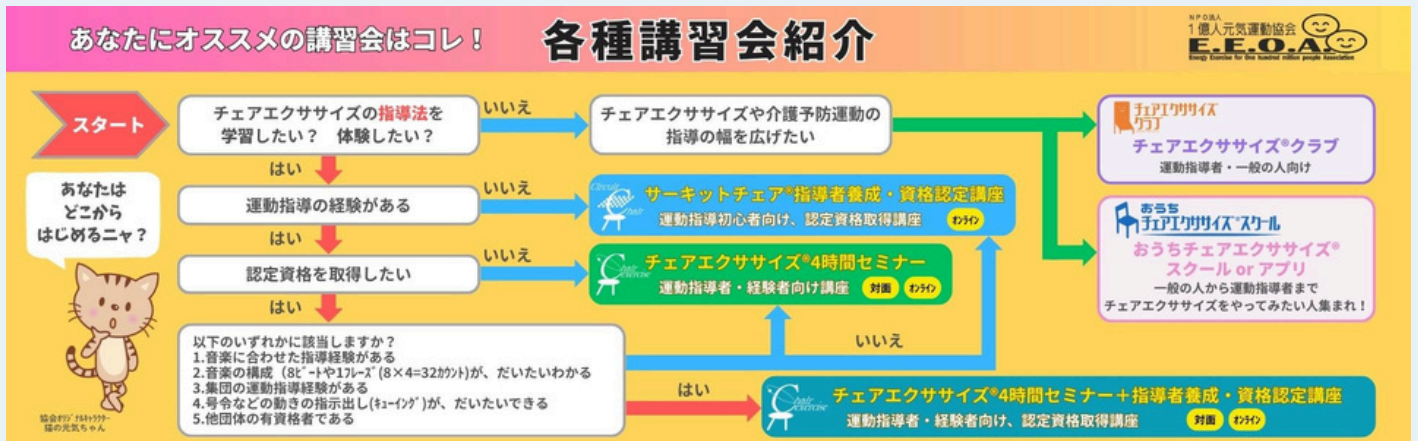 あなたにオススメの講習会はコレ！
各種講習会紹介
NPO法人
1億人元気運動協会
E.E.O.A.
Energy Exercise for One hundred million people Association
スタート
チェアエクササイズの指導法を
学習したい？　体験したい？
いいえ
チェアエクササイズや介護予防運動の
指導の幅を広げたい
チェアエクササイズ
クラブ
チェアエクササイズ®クラブ
運動指導者・一般の人向け
はい
あなたは
どこから
はじめるニャ？
運動指導の経験がある
いいえ
Circuit Chair
サーキットチェア®指導者養成・資格認定講座
運動指導初心者向け、認定資格取得講座
オンライン
おうち
チェアエクササイズ®スクール
おうちチェアエクササイズ®
スクール or アプリ
一般の人から運動指導者まで
チェアエクササイズをやってみたい人集まれ！
はい
認定資格を取得したい
いいえ
Chair exercise
チェアエクササイズ®4時間セミナー
運動指導者・経験者向け講座
対面
オンライン
はい
以下のいずれかに該当しますか？
1.音楽に合わせた指導経験がある
2.音楽の構成（8ビートや1フレーズ(8×4=32カウント)が、だいたいわかる
3.集団の運動指導経験がある
4.号令などの動きの指示出し(キューイング)が、だいたいできる
5.他団体の有資格者である
いいえ
はい
Chair exercise
チェアエクササイズ®4時間セミナー＋指導者養成・資格認定講座
運動指導者・経験者向け、認定資格取得講座
対面
オンライン
協会オリジナルキャラクター
猫の元気ちゃん